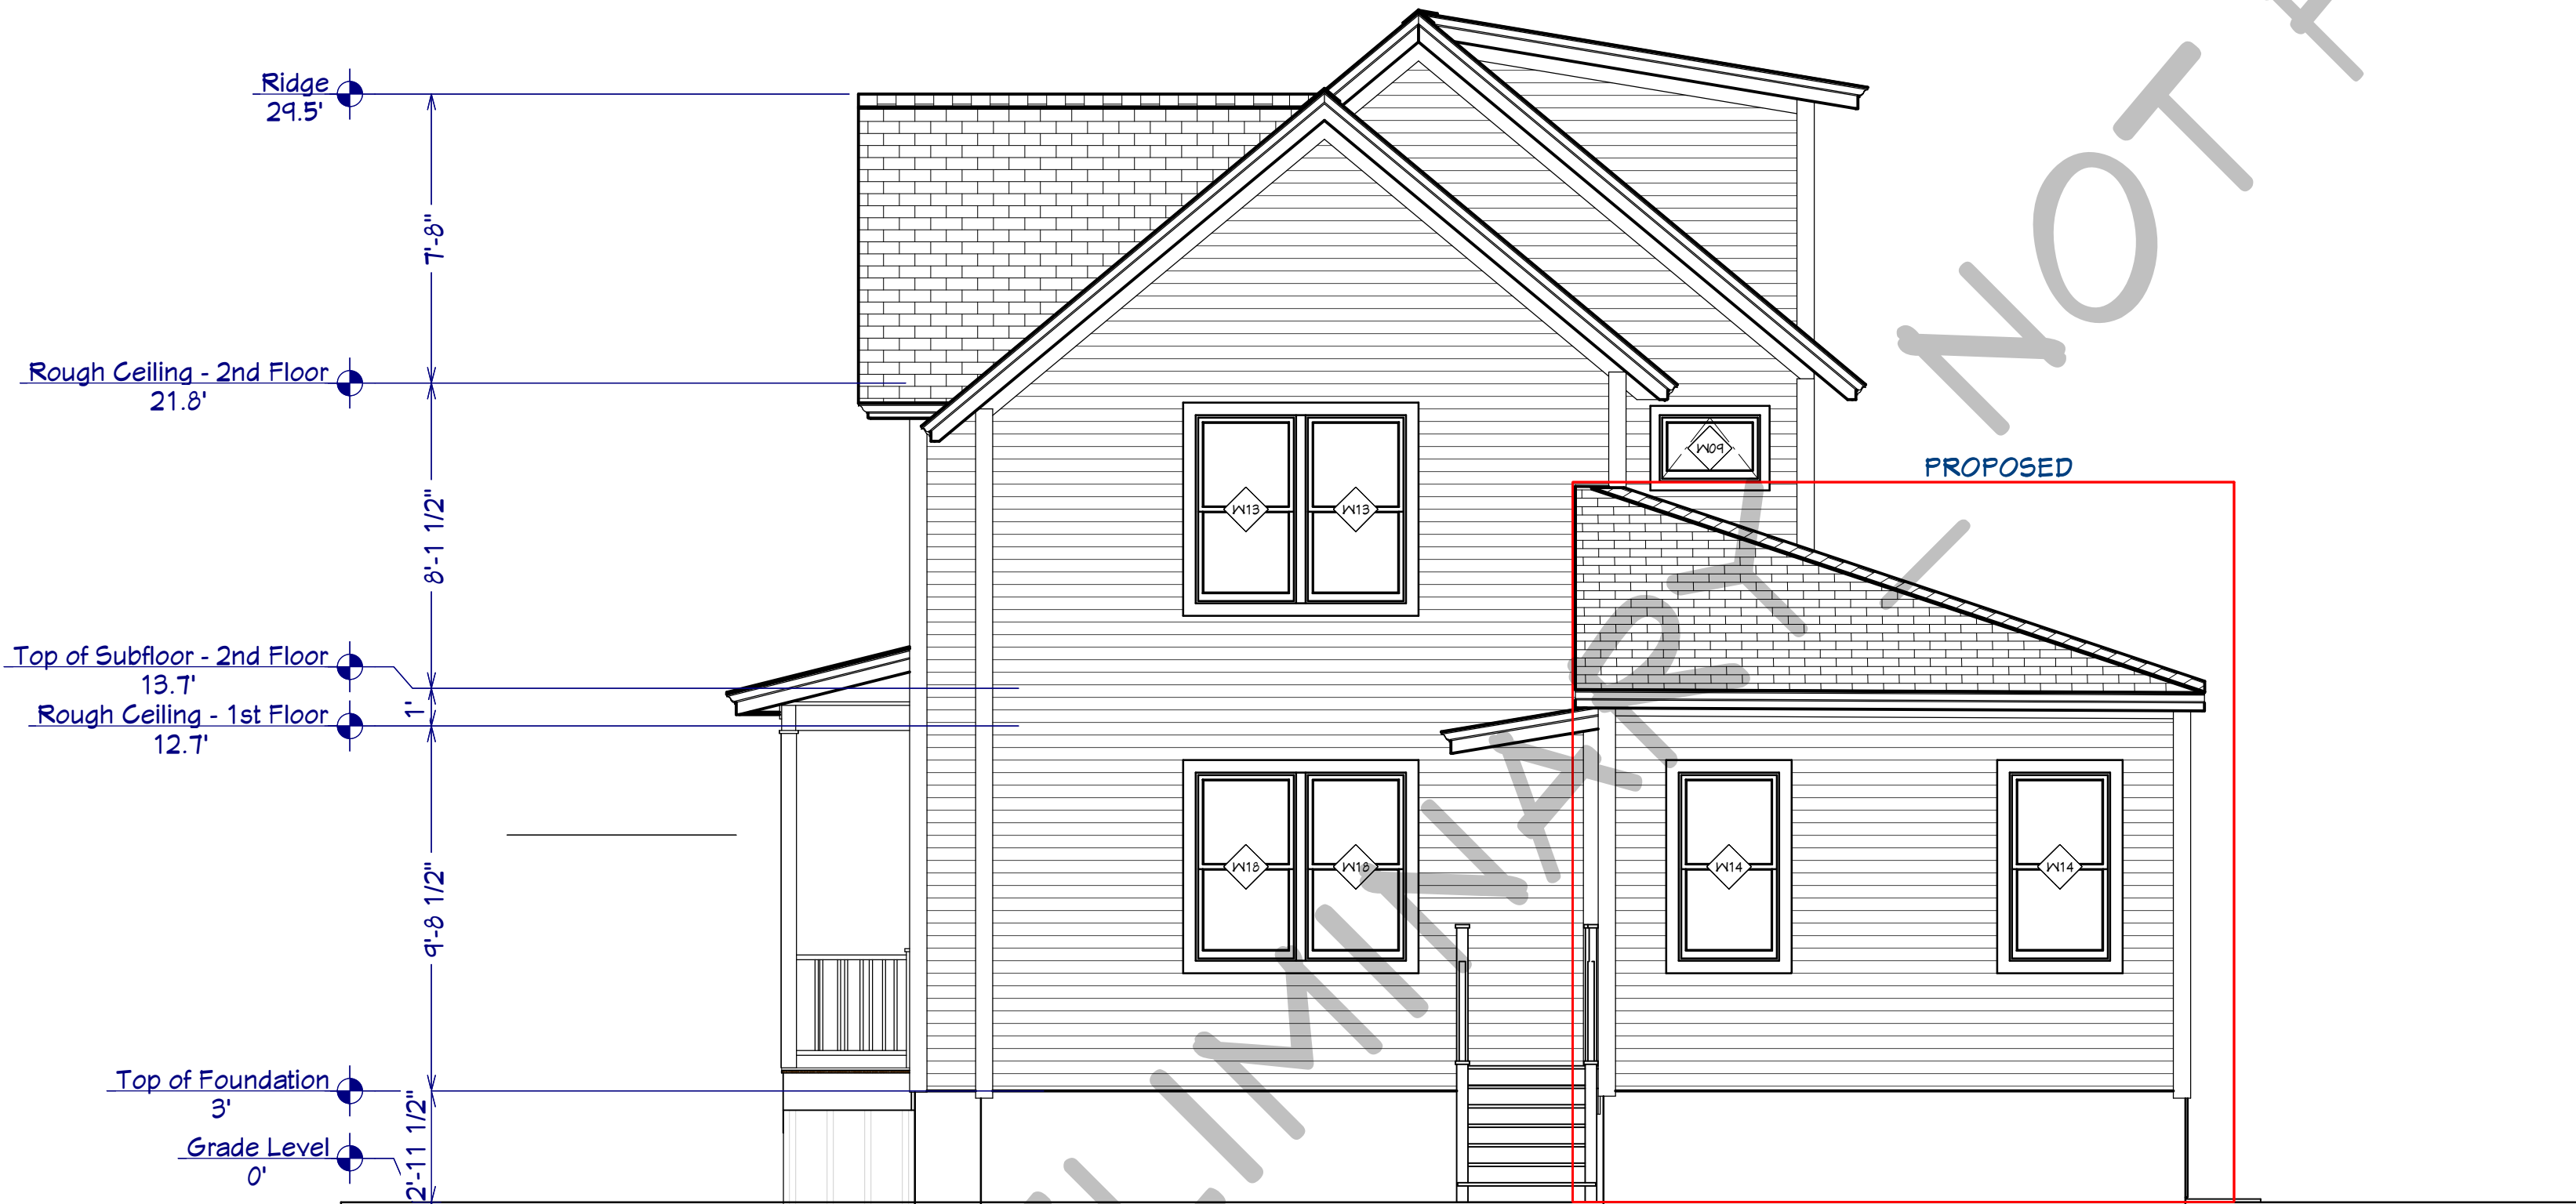 Ridge
29.5'
7'-8"
Rough Ceiling - 2nd Floor
21.8'
8'-1 1/2"
Top of Subfloor - 2nd Floor
13.7'
1'
Rough Ceiling - 1st Floor
12.7'
9'-8 1/2"
Top of Foundation
3'
Grade Level
0'
2'-11 1/2"
W09
PROPOSED
W13 W13
W18 W18
W14 W14
LIMINARY _ NOT